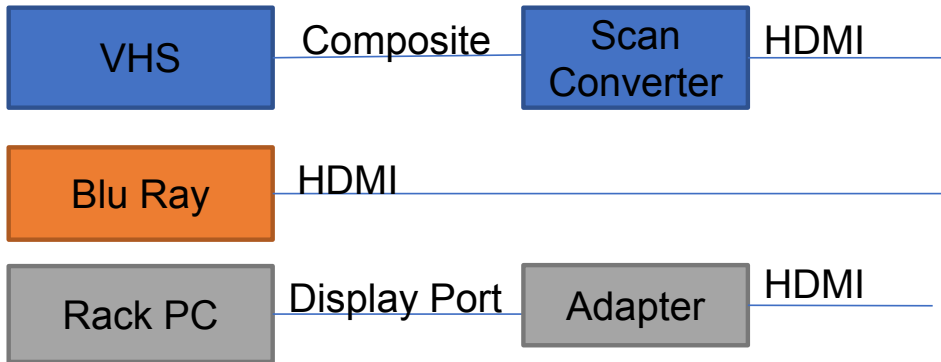 VHS
Composite
Scan
Converter
HDMI
Blu Ray
HDMI
Rack PC
Display Port
Adapter
HDMI